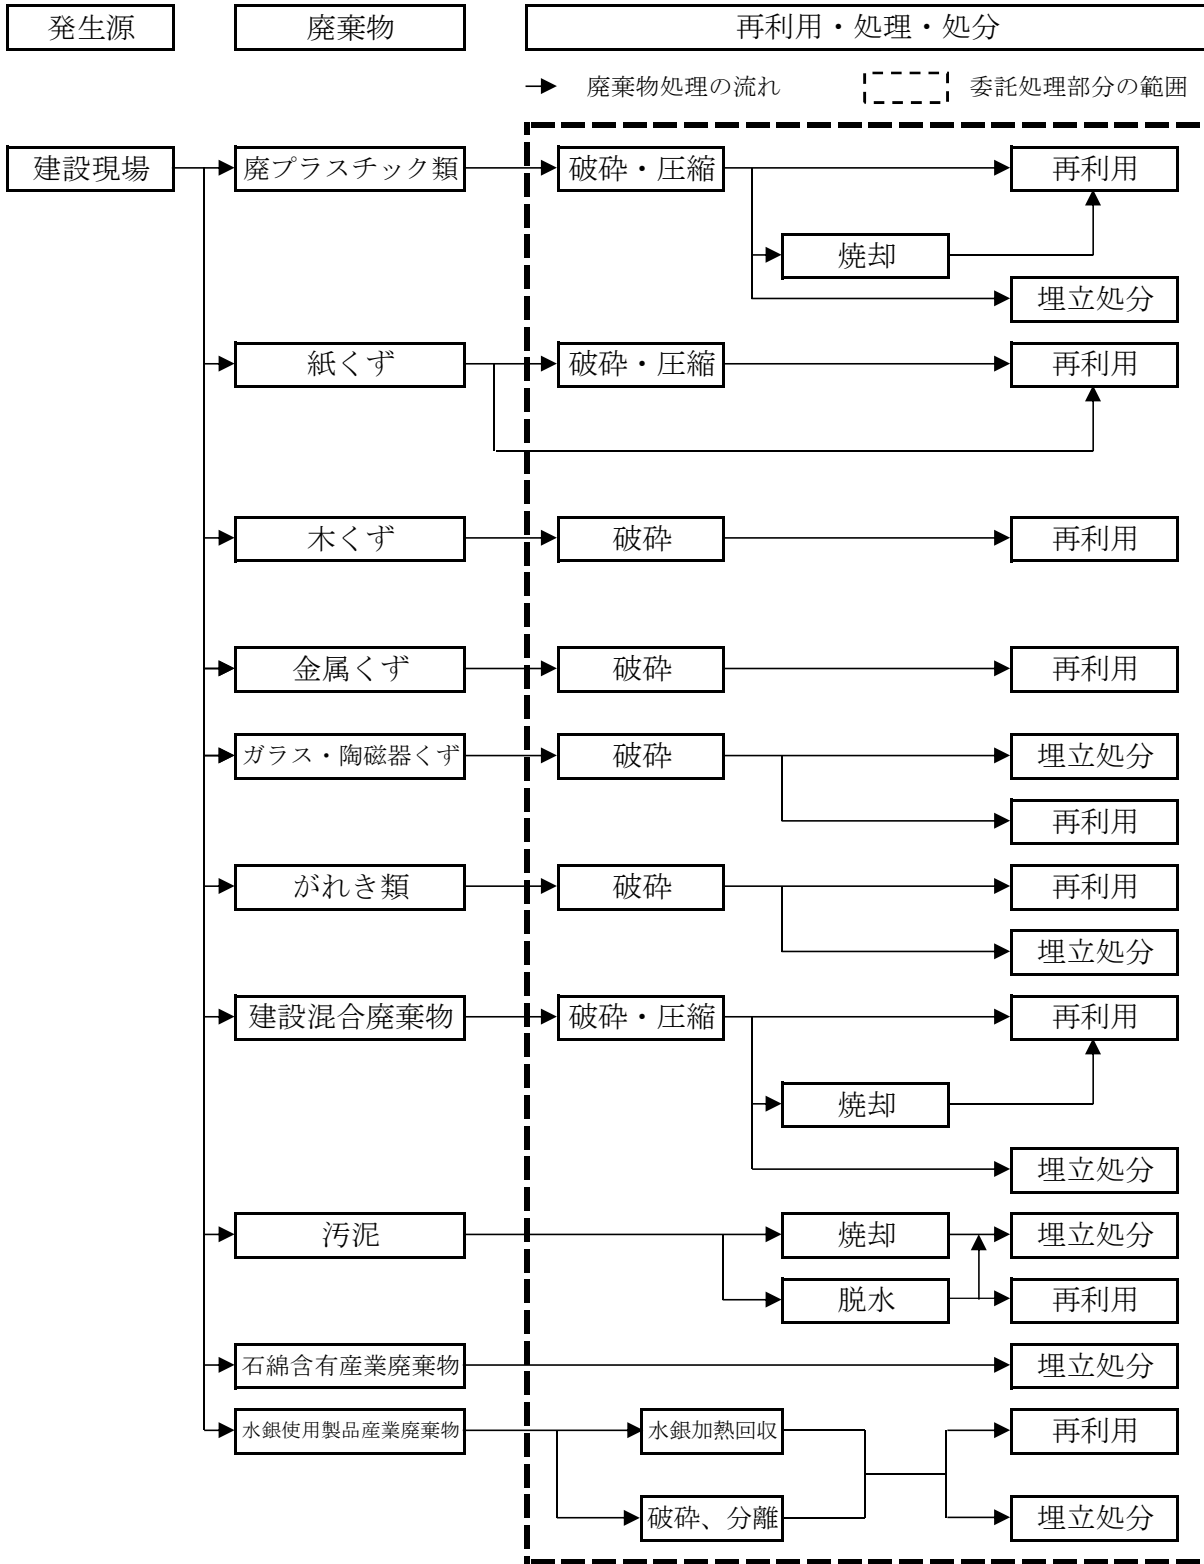 発生源
廃棄物
再利用・処理・処分
廃棄物処理の流れ
委託処理部分の範囲
建設現場
廃プラスチック類
破砕・圧縮
再利用
焼却
埋立処分
紙くず
破砕・圧縮
再利用
木くず
破砕
再利用
金属くず
破砕
再利用
ガラス・陶磁器くず
破砕
埋立処分
再利用
がれき類
破砕
再利用
埋立処分
建設混合廃棄物
破砕・圧縮
再利用
焼却
埋立処分
汚泥
焼却
埋立処分
脱水
再利用
石綿含有産業廃棄物
埋立処分
水銀使用製品産業廃棄物
水銀加熱回収
再利用
破砕、分離
埋立処分